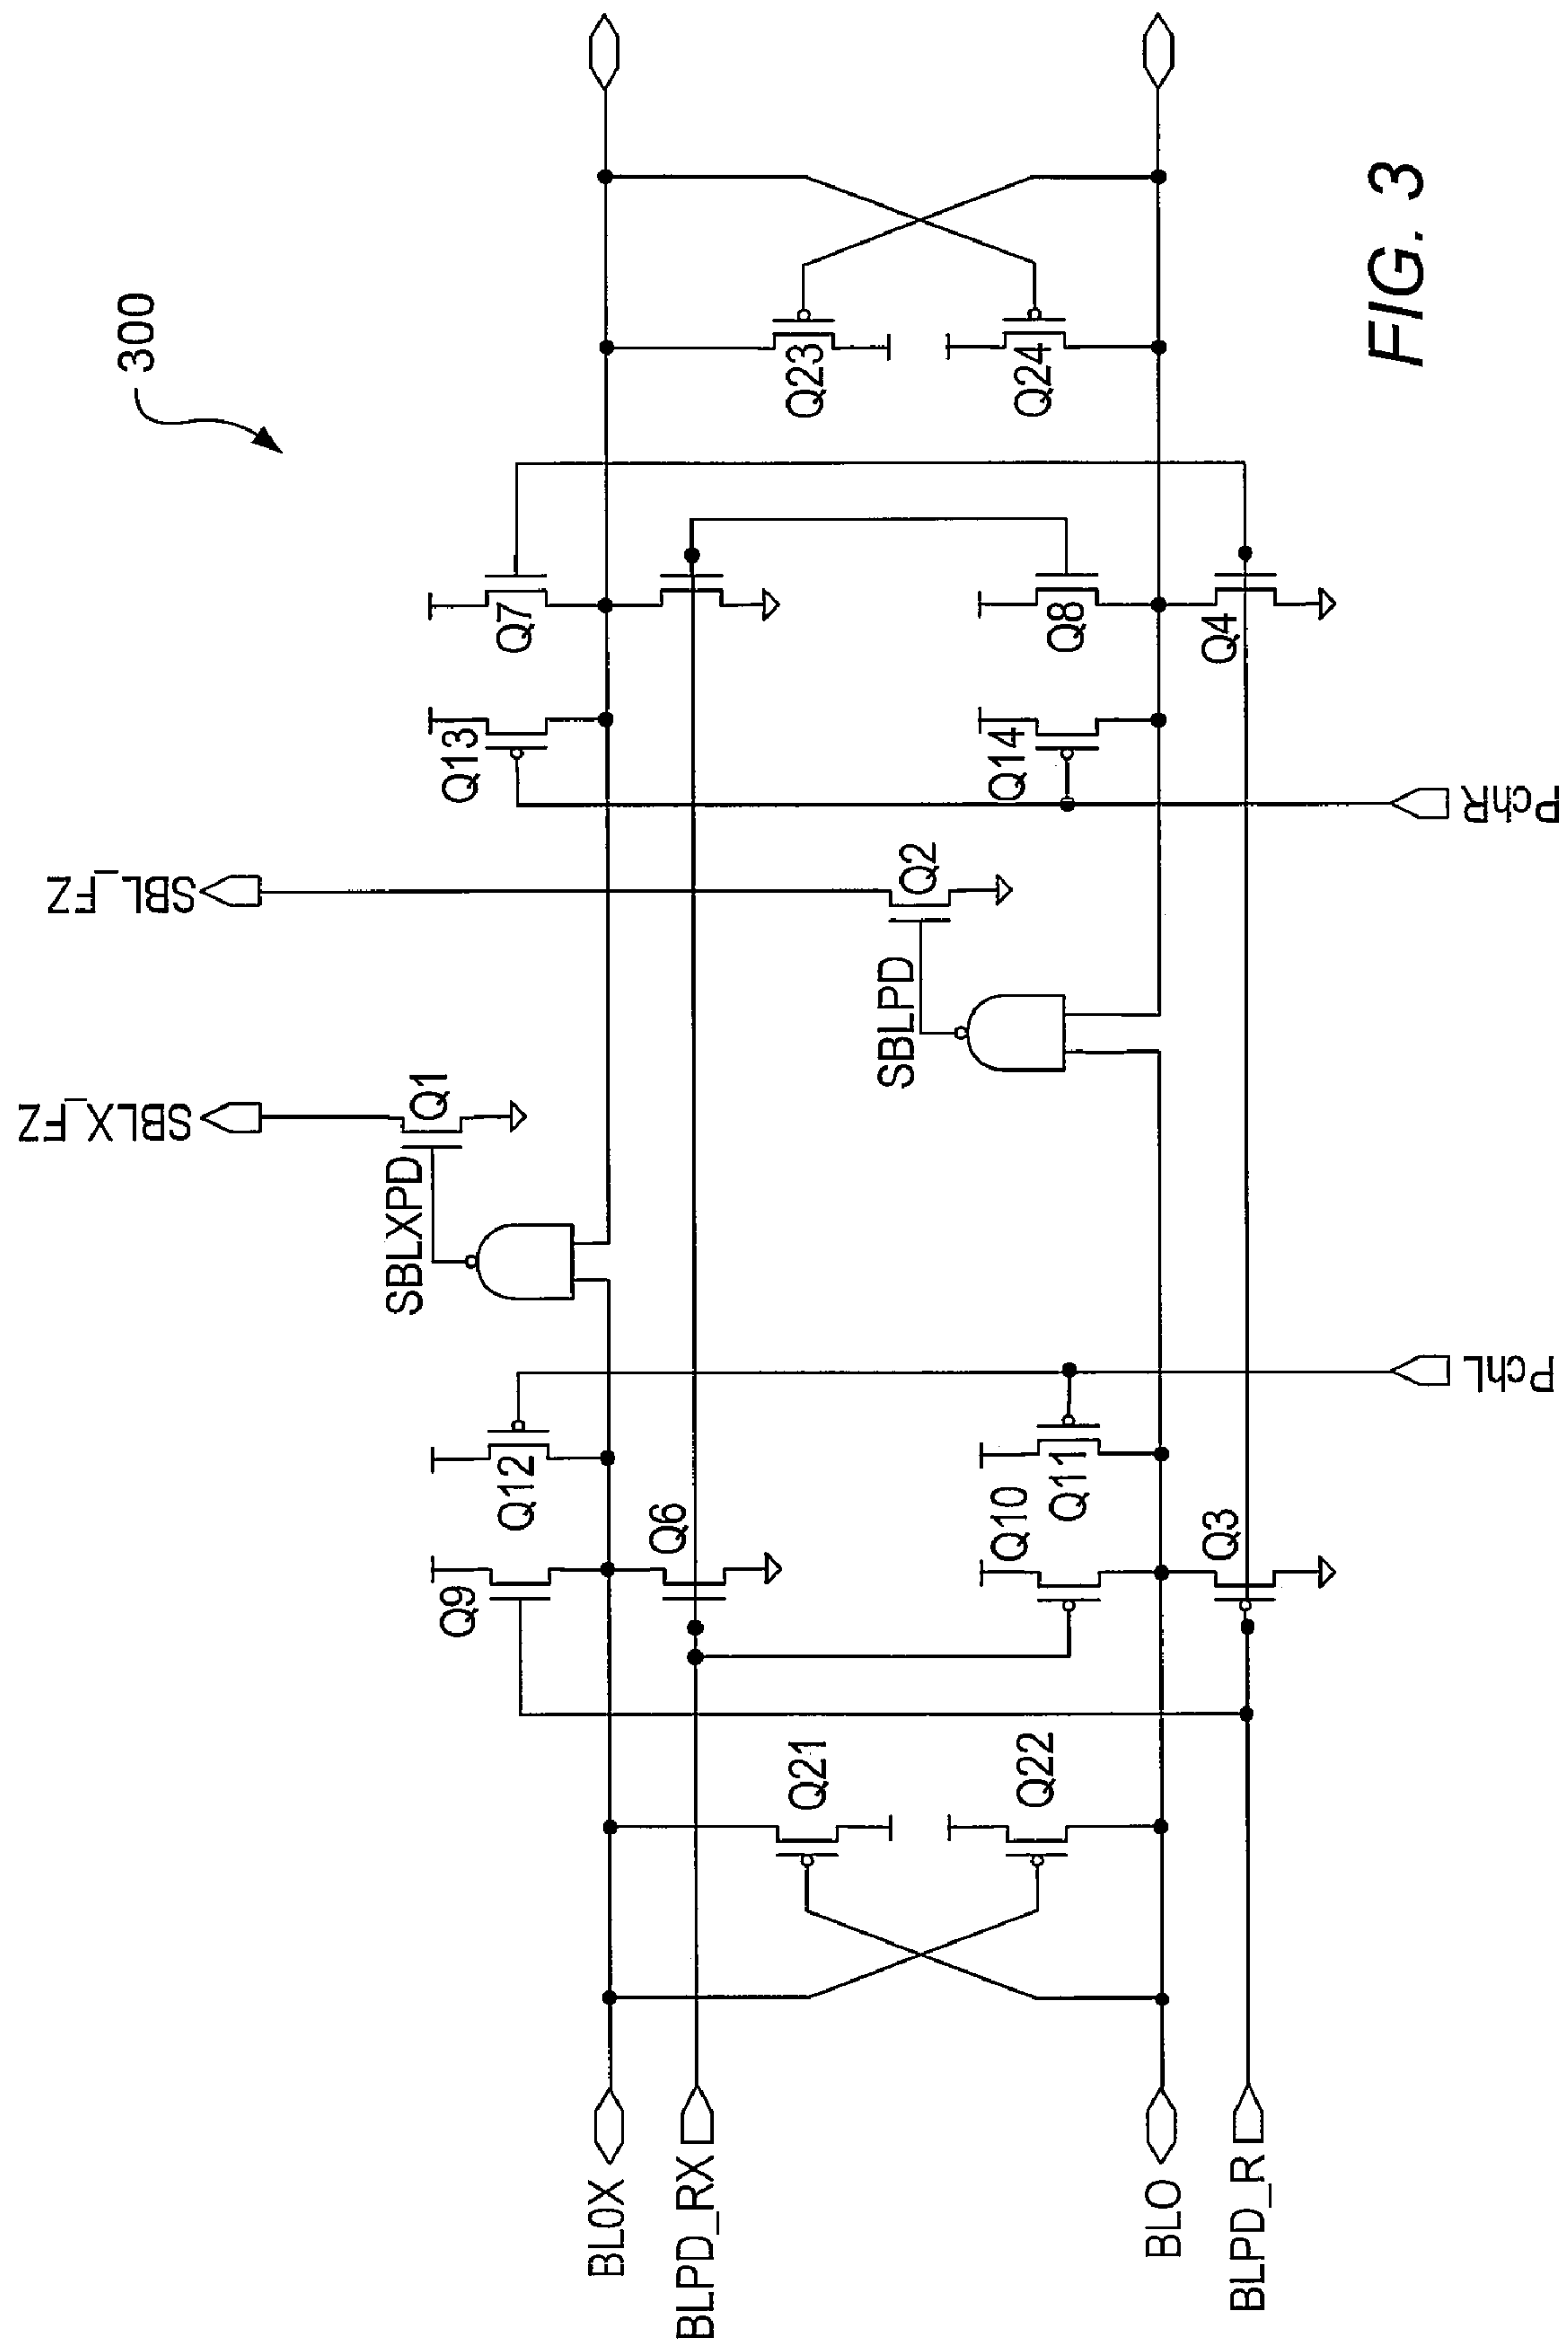 300
SBL_FZ
SBLX_FZ
Q7
Q13
Q2
Q1
SBLXPD
SBLPD
Q12
Q9
Q6
Q8
Q14
Q4
Q23
Q24
Q10
Q11
Q3
Q21
Q22
PchR
PchL
BL0X
BLPD_RX
BLO
BLPD_R
FIG. 3